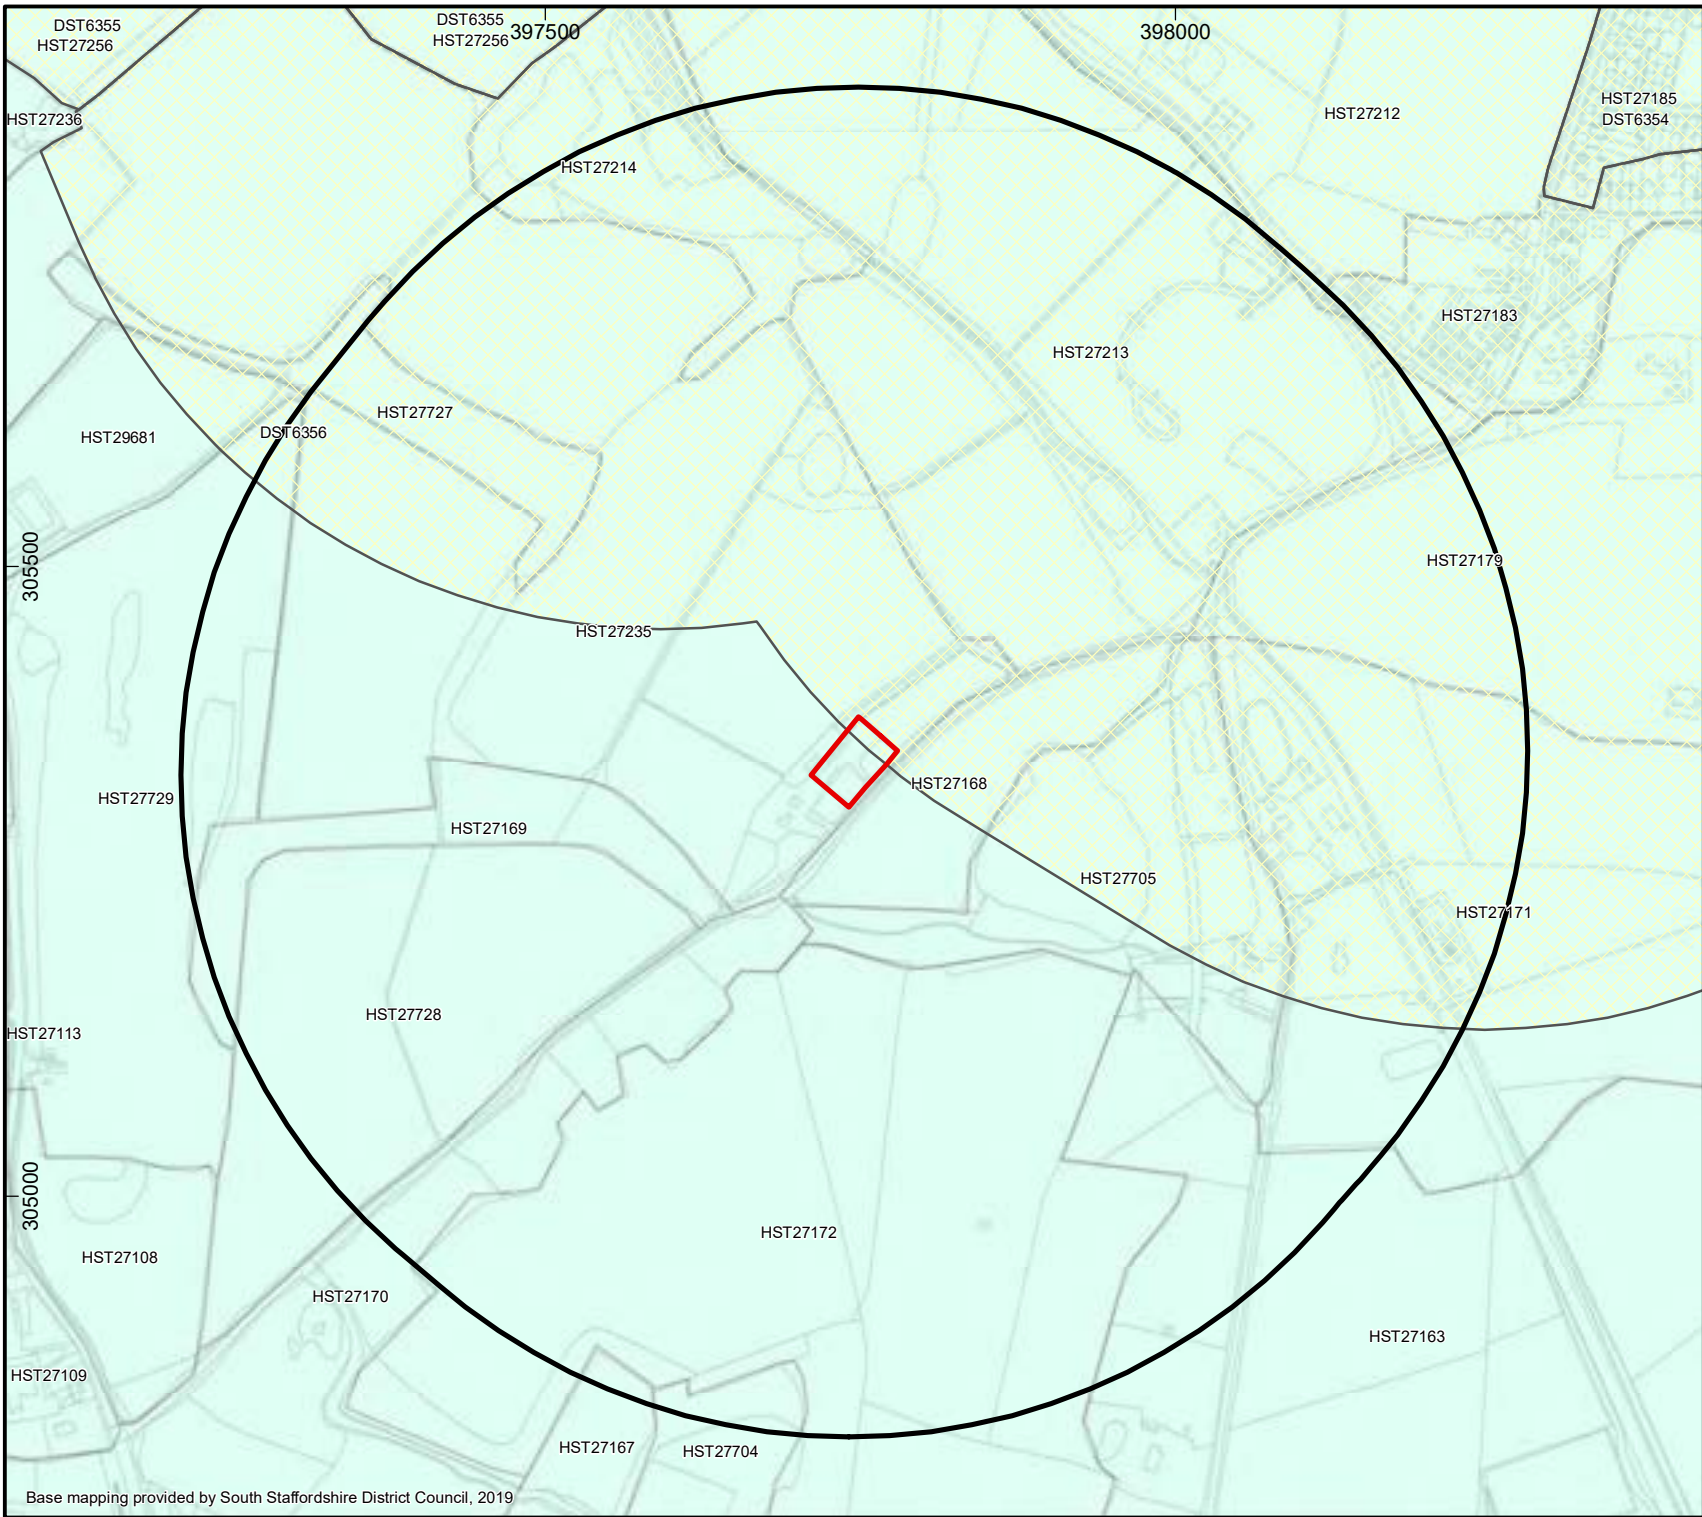 DST6355
HST27256
DST6355
HST27256
397500
398000
HST27236
HST27212
HST27185
DST6354
HST27214
HST27183
HST27213
HST27727
DST6356
HST29681
305500
HST27179
HST27235
HST27168
HST27729
HST27169
HST27705
HST27171
HST27728
HST27113
305000
HST27172
HST27108
HST27170
HST27163
HST27109
HST27167
HST27704
Base mapping provided by South Staffordshire District Council, 2019